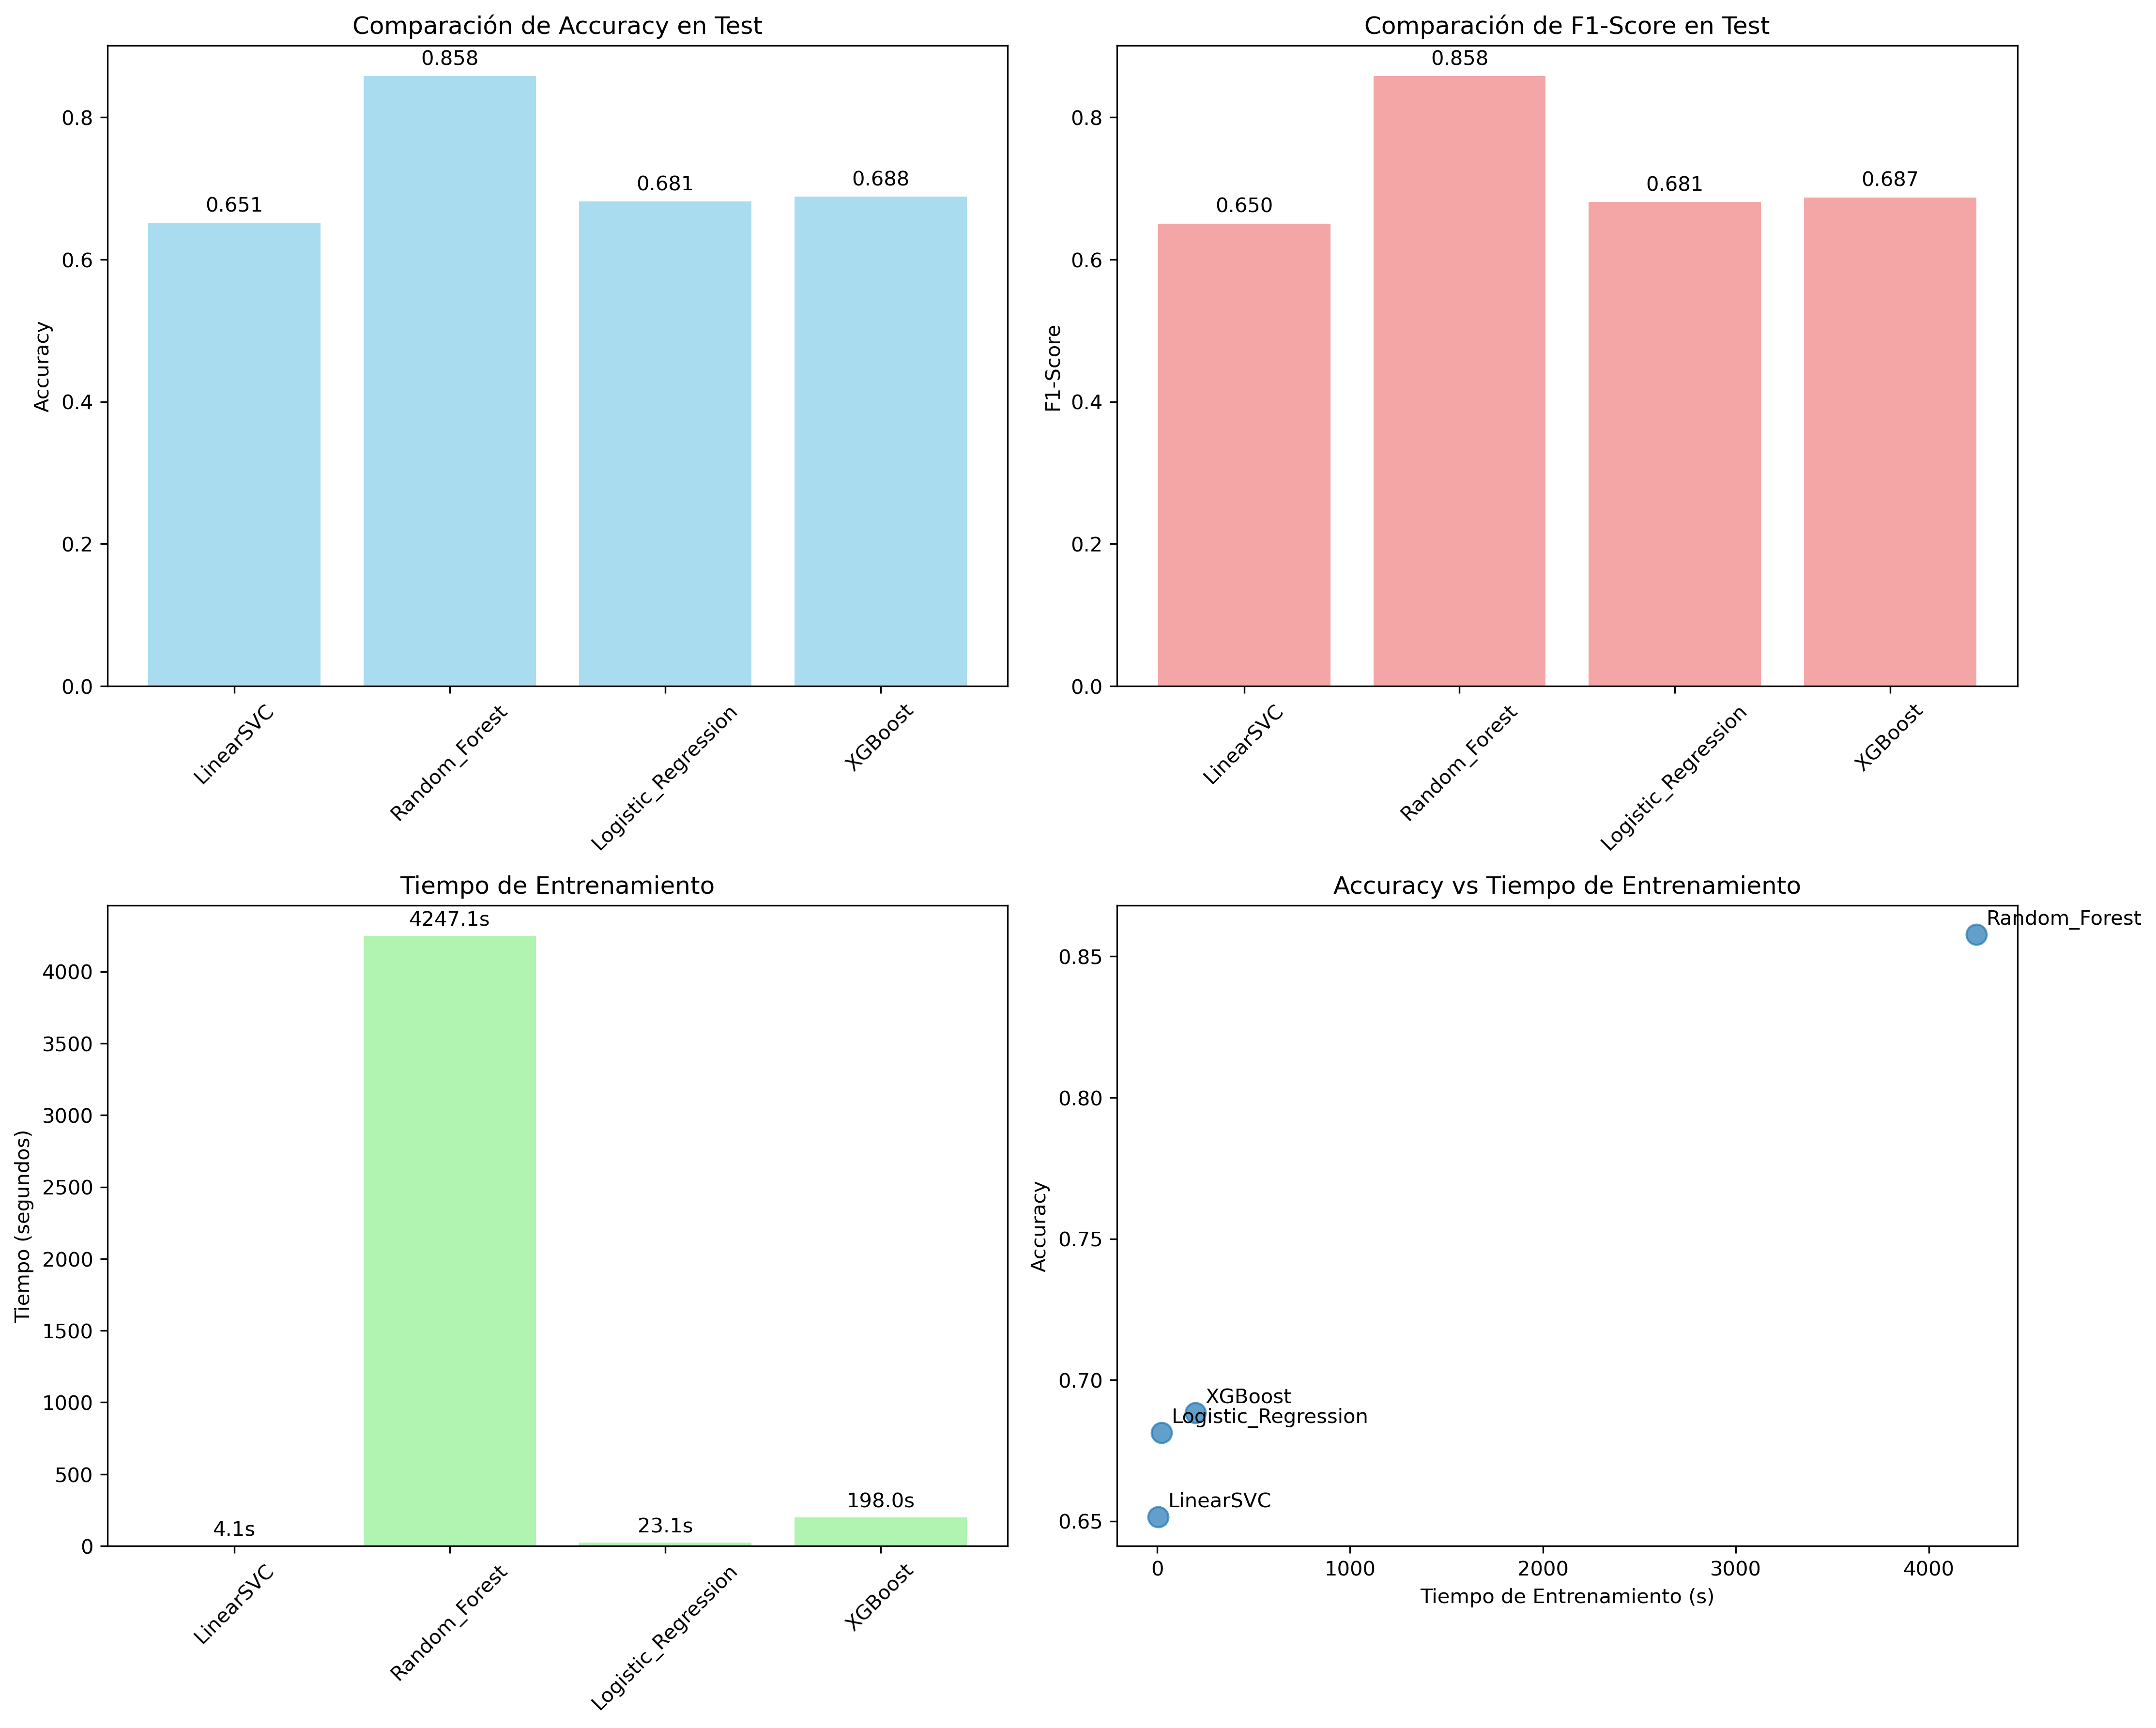 Comparación de Accuracy en Test
Accuracy
0.8
0.6
0.4
0.2
0.0
0.651
0.858
0.681
0.688
LinearSVC
Random_Forest
Logistic_Regression
XGBoost
Comparación de F1-Score en Test
F1-Score
0.8
0.6
0.4
0.2
0.0
0.650
0.858
0.681
0.687
LinearSVC
Random_Forest
Logistic_Regression
XGBoost
Tiempo de Entrenamiento
Tiempo (segundos)
4000
3500
3000
2500
2000
1500
1000
500
0
4.1s
4247.1s
23.1s
198.0s
LinearSVC
Random_Forest
Logistic_Regression
XGBoost
Accuracy vs Tiempo de Entrenamiento
Accuracy
0.85
0.80
0.75
0.70
0.65
Random_Forest
XGBoost
Logistic_Regression
LinearSVC
0
1000
2000
3000
4000
Tiempo de Entrenamiento (s)